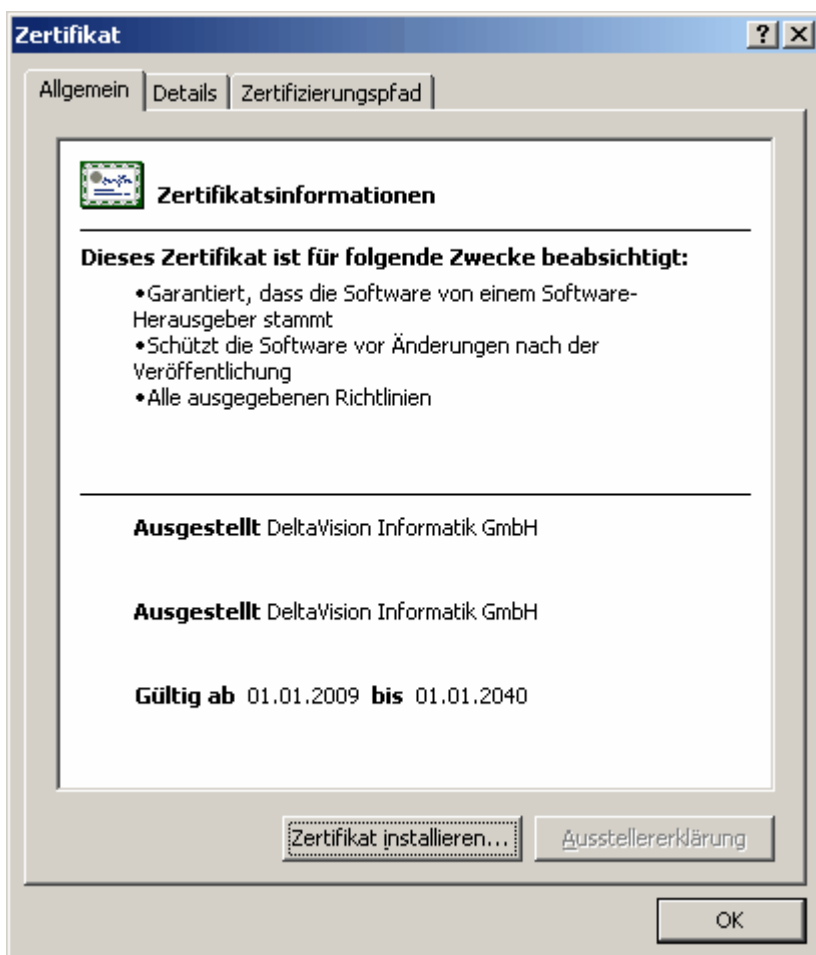 Zertifikat
Allgemein Details Zertifizierungspfad
Zertifikatsinformationen
Dieses Zertifikat ist für folgende Zwecke beabsichtigt:
•Garantiert, dass die Software von einem Software-
Herausgeber stammt
•Schützt die Software vor Änderungen nach der
Veröffentlichung
•Alle ausgegebenen Richtlinien
Ausgestellt DeltaVision Informatik GmbH
Ausgestellt DeltaVision Informatik GmbH
Gültig ab 01.01.2009 bis 01.01.2040
Zertifikat installieren... Ausstellererklärung
OK